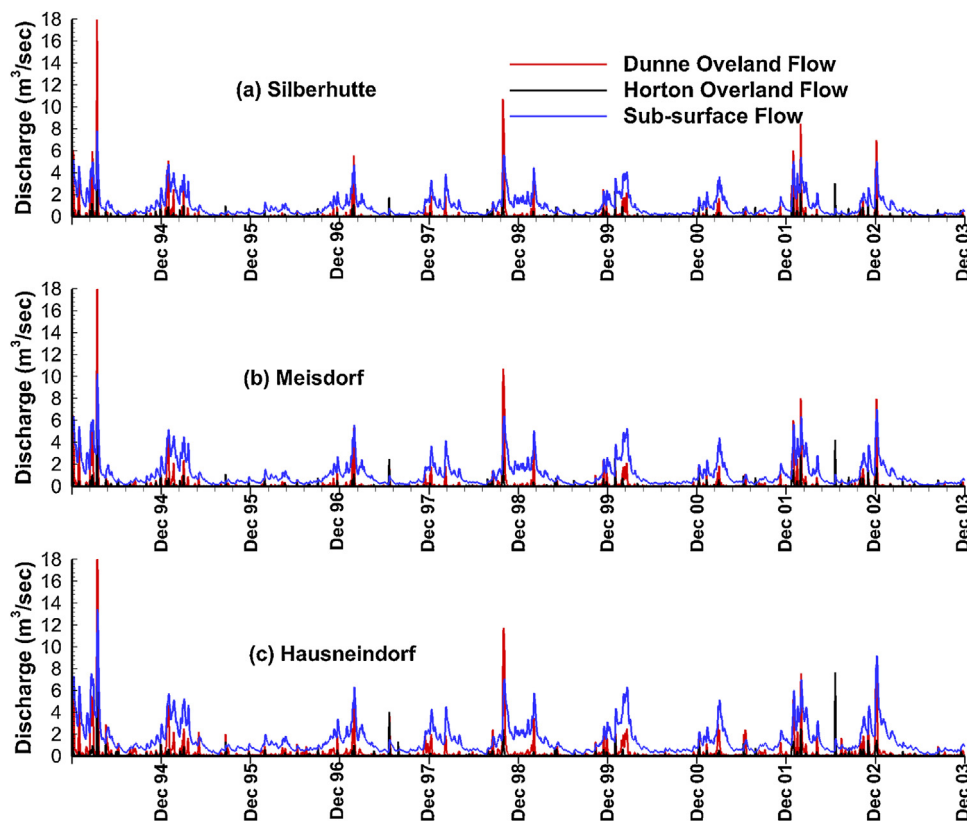 Discharge (m³/sec)
18
16
14
12
10
8
6
4
2
0
(a) Silberhutte
Dunne Oveland Flow
Horton Overland Flow
Sub-surface Flow
Dec 94
Dec 95
Dec 96
Dec 97
Dec 98
Dec 99
Dec 00
Dec 01
Dec 02
Dec 03
Discharge (m³/sec)
18
16
14
12
10
8
6
4
2
0
(b) Meisdorf
Dec 94
Dec 95
Dec 96
Dec 97
Dec 98
Dec 99
Dec 00
Dec 01
Dec 02
Dec 03
Discharge (m³/sec)
18
16
14
12
10
8
6
4
2
0
(c) Hausneindorf
Dec 94
Dec 95
Dec 96
Dec 97
Dec 98
Dec 99
Dec 00
Dec 01
Dec 02
Dec 03